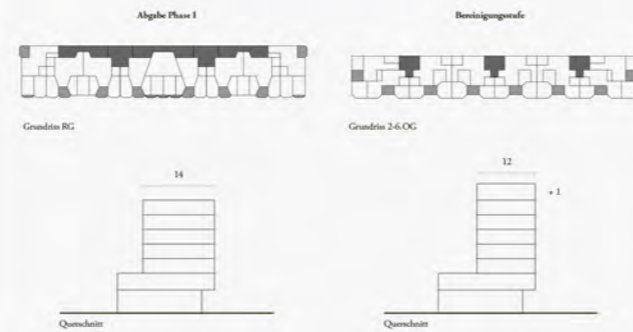 Abgabe Phase I
Bereinigungsstufe
Grundriss RG
Grundriss 2-6.OG
14
12
+ 1
Querschnitt
Querschnitt